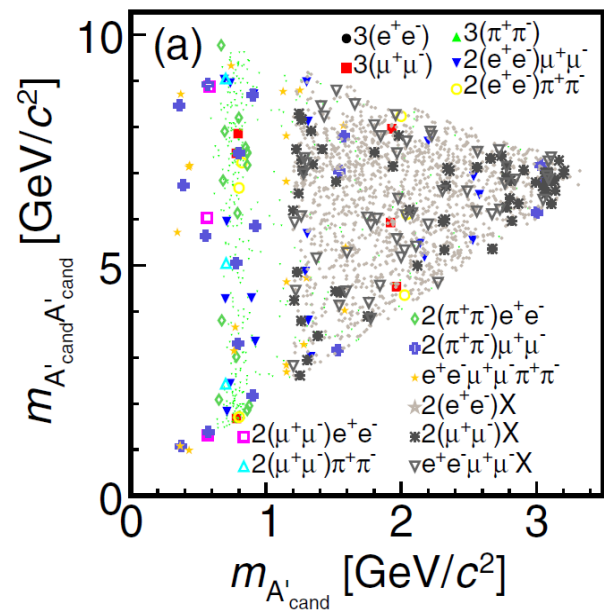 (a)
3(e⁺e⁻)
3(μ⁺μ⁻)
3(π⁺π⁻)
2(e⁺e⁻)μ⁺μ⁻
2(e⁺e⁻)π⁺π⁻
2(π⁺π⁻)e⁺e⁻
2(π⁺π⁻)μ⁺μ⁻
e⁺e⁻μ⁺μ⁻π⁺π⁻
2(e⁺e⁻)X
2(μ⁺μ⁻)X
e⁺e⁻μ⁺μ⁻X
2(μ⁺μ⁻)e⁺e⁻
2(μ⁺μ⁻)π⁺π⁻
10
5
0
0 1 2 3
m_{A'_{cand}A'_{cand}} [GeV/c²]
m_{A'_{cand}} [GeV/c²]